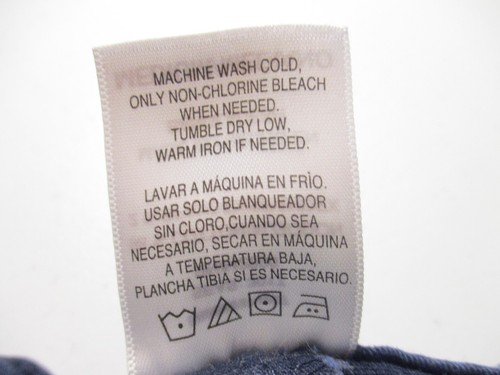 MACHINE WASH COLD,
ONLY NON-CHLORINE BLEACH
WHEN NEEDED.
TUMBLE DRY LOW,
WARM IRON IF NEEDED.
LAVAR A MÁQUINA EN FRÌO.
USAR SOLO BLANQUEADOR
SIN CLORO,CUANDO SEA
NECESARIO, SECAR EN MÁQUINA
A TEMPERATURA BAJA,
PLANCHA TIBIA SI ES NECESARIO.